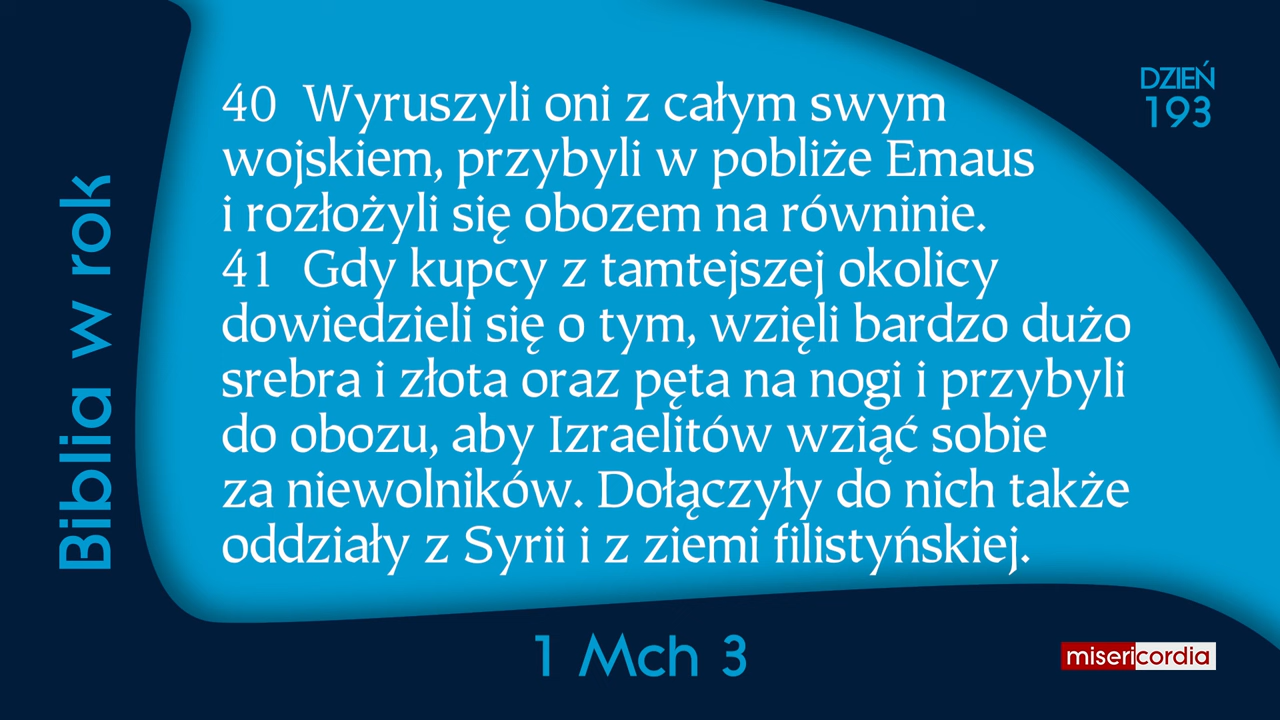 Biblia w rok
DZIEŃ
193
40 Wyruszyli oni z całym swym
wojskiem, przybyli w pobliże Emaus
i rozłożyli się obozem na równinie.
41 Gdy kupcy z tamtejszej okolicy
dowiedzieli się o tym, wzięli bardzo dużo
srebra i złota oraz pęta na nogi i przybyli
do obozu, aby Izraelitów wziąć sobie
za niewolników. Dołączyły do nich także
oddziały z Syrii i z ziemi filistyńskiej.
1 Mch 3
misericordia